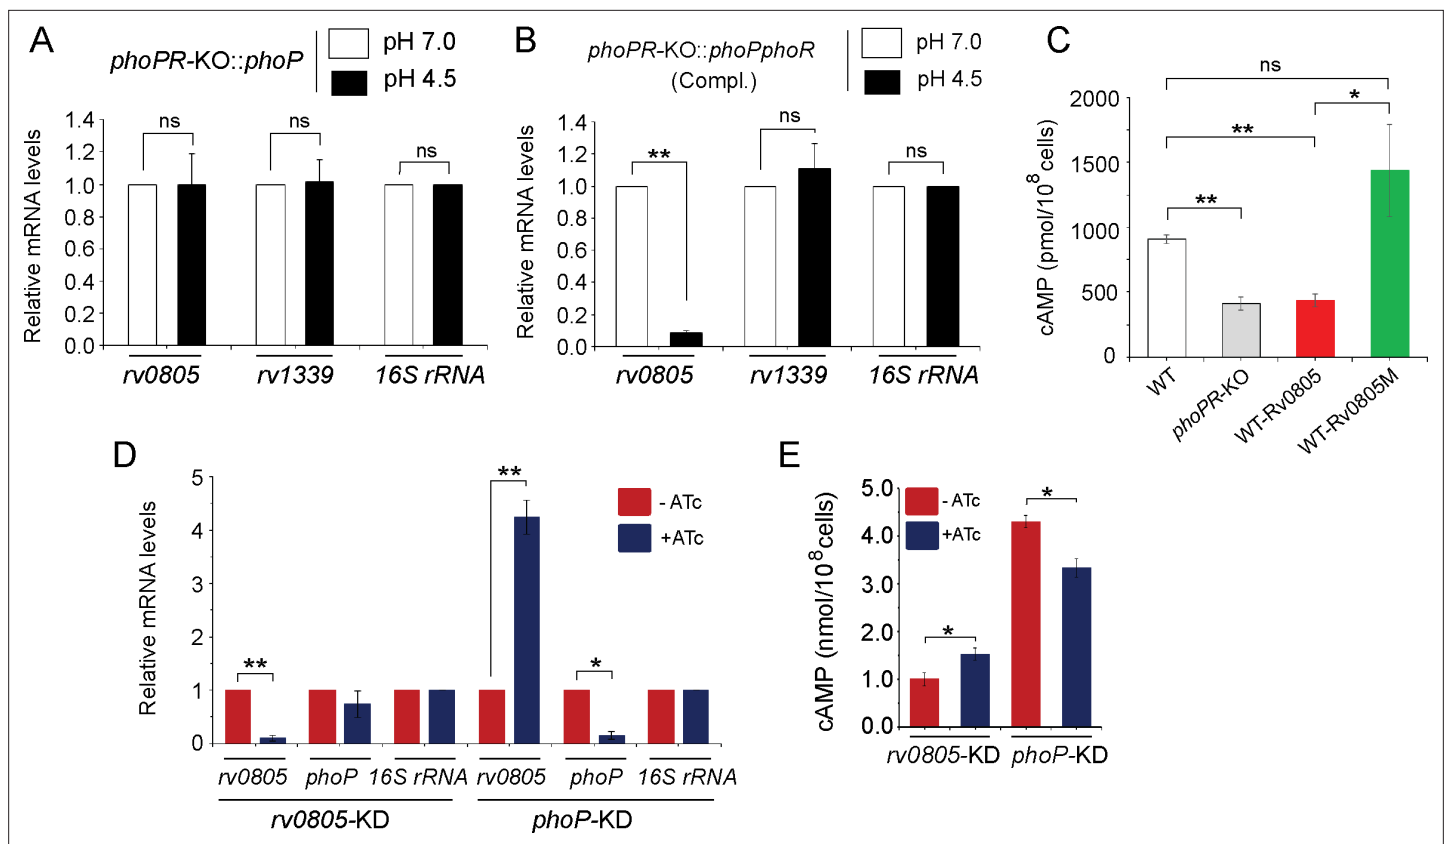 A
phoPR-KO::phoP
pH 7.0
pH 4.5
Relative mRNA levels
1.4
1.2
1.0
0.8
0.6
0.4
0.2
0.0
ns
ns
ns
rv0805
rv1339
16S rRNA
B
phoPR-KO::phoPphoR
(Compl.)
pH 7.0
pH 4.5
Relative mRNA levels
1.4
1.2
1.0
0.8
0.6
0.4
0.2
0.0
**
ns
ns
rv0805
rv1339
16S rRNA
C
cAMP (pmol/10⁸ cells)
2000
1500
1000
500
0
ns
*
**
**
WT
phoPR-KO
WT-Rv0805
WT-Rv0805M
D
Relative mRNA levels
5
4
3
2
1
0
- ATc
+ATc
**
**
*
rv0805
phoP
16S rRNA
rv0805
phoP
16S rRNA
rv0805-KD
phoP-KD
E
cAMP (nmol/10⁸ cells)
5.0
4.0
3.0
2.0
1.0
0.0
- ATc
+ATc
*
*
rv0805-KD
phoP-KD